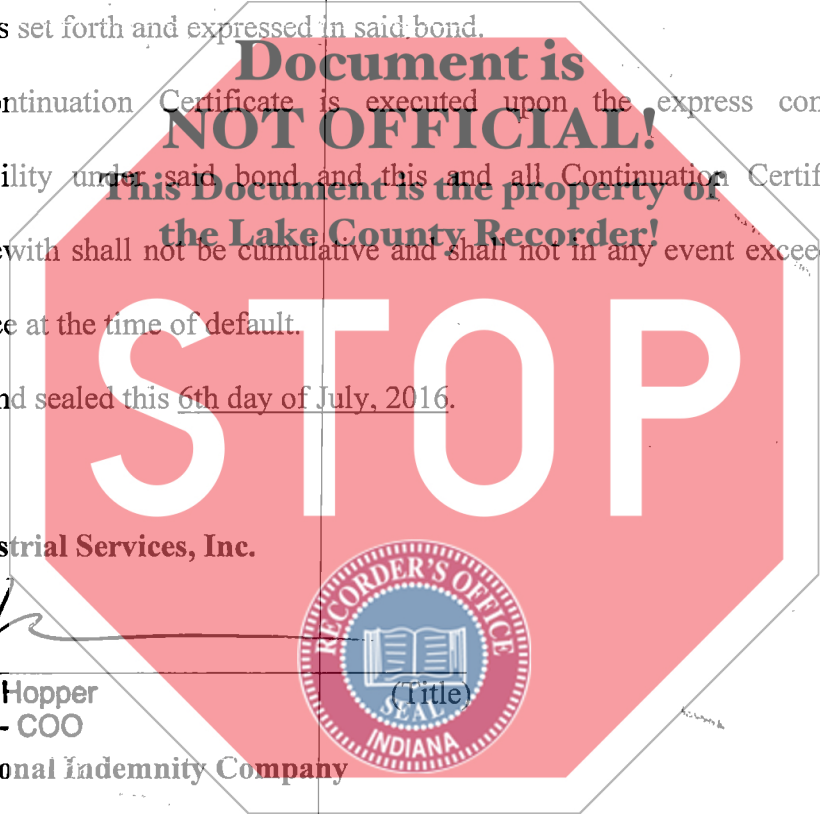 s set forth and expressed in said bond.
Document is
ntinuation Certificate is executed upon the express con
NOT OFFICIAL!
ility under said bond and this and all Continuation Certif
This Document is the property of
the Lake County Recorder!
with shall not be cumulative and shall not in any event excee
e at the time of default.
STOP
nd sealed this 6th day of July, 2016.
strial Services, Inc.
RECORDER'S OFFICE
Hopper
(Title)
- COO
SEAL
INDIANA
onal Indemnity Company